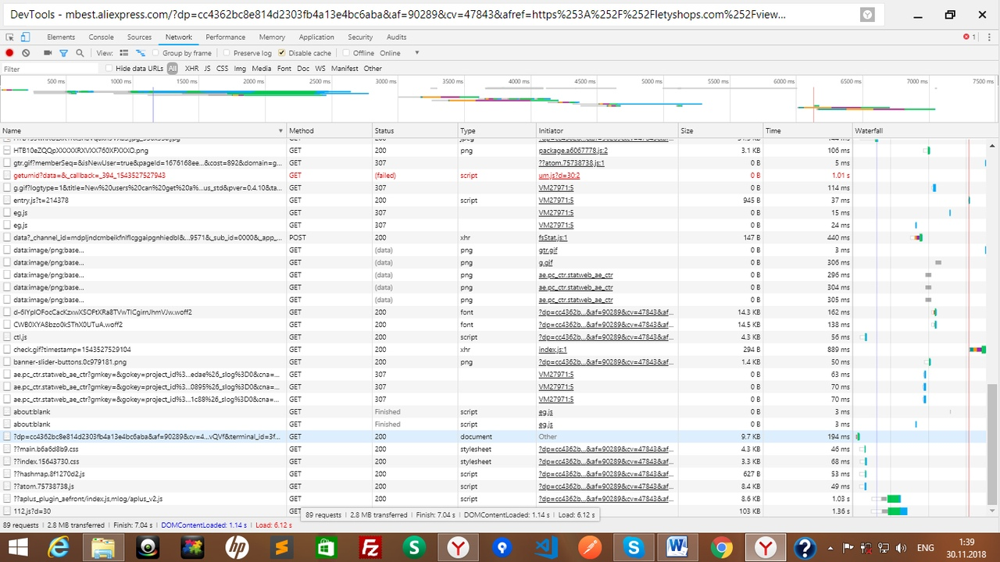 DevTools - mbest.aliexpress.com/?dp=cc4362bc8e814d2303fb4a13e4bc6aba&af=90289&cv=47843&afref=https%253A%252F%252Fletyshops.com%252Fview...
Elements Console Sources Network Performance Memory Application Security Audits 1
View: Group by frame Preserve log Disable cache Offline Online
Filter Hide data URLs All XHR JS CSS Img Media Font Doc WS Manifest Other
500 ms 1000 ms 1500 ms 2000 ms 2500 ms 3000 ms 3500 ms 4000 ms 4500 ms 5000 ms 5500 ms 6000 ms 6500 ms 7000 ms 7500 ms
Name Method Status Type Initiator Size Time Waterfall
HTB10eZQQpXXXXXRXVXX760XFXXXO.png GET 200 png package.a6067778.js:2 3.1 KB 106 ms
gtr.gif?memberSeq=&isNewUser=true&pageId=1676168ee...&cost=892&domain=g... GET 307 ??atom.75738738.js:1 0 B 5 ms
getumid?data=&_callback=_394_1543527527943 GET (failed) script um.js?d=30:2 0 B 1.01 s
g.gif?logtype=1&title=New%20users%20can%20get%20a%...us_std&pver=0.4.10&ta... GET 307 VM27971:5 0 B 114 ms
entry.js?t=214378 GET 200 script VM27971:5 945 B 37 ms
eg.js GET 307 VM27971:5 0 B 15 ms
eg.js GET 307 VM27971:5 0 B 24 ms
data?_channel_id=mdpljndcmbeikfnlflcggaipgnhiedbl&...9571&_sub_id=0000&_app_... POST 200 xhr fsStat.js:1 147 B 440 ms
data:image/png;base... GET (data) png gtr.gif 0 B 3 ms
data:image/png;base... GET (data) png g.gif 0 B 306 ms
data:image/png;base... GET (data) png ae.pc_ctr.statweb_ae_ctr 0 B 296 ms
data:image/png;base... GET (data) png ae.pc_ctr.statweb_ae_ctr 0 B 304 ms
data:image/png;base... GET (data) png ae.pc_ctr.statweb_ae_ctr 0 B 305 ms
d-6IYplOFocCacKzxwXSOFtXRa8TVwTICgirnJhmVJw.woff2 GET 200 font ?dp=cc4362b...&af=90289&cv=47843&af... 14.3 KB 162 ms
CWB0XYA8bzo0kSThX0UTuA.woff2 GET 200 font ?dp=cc4362b...&af=90289&cv=47843&af... 14.5 KB 138 ms
ctl.js GET 200 script ?dp=cc4362b...&af=90289&cv=47843&af... 4.3 KB 56 ms
check.gif?timestamp=1543527529104 GET 200 xhr index.js:1 294 B 889 ms
banner-slider-buttons.0c979181.png GET 200 png ?dp=cc4362b...&af=90289&cv=47843&af... 1.4 KB 50 ms
ae.pc_ctr.statweb_ae_ctr?gmkey=&gokey=project_id%3...edae%26_slog%3D0&cna=... GET 307 VM27971:5 0 B 63 ms
ae.pc_ctr.statweb_ae_ctr?gmkey=&gokey=project_id%3...0895%26_slog%3D0&cna=... GET 307 VM27971:5 0 B 70 ms
ae.pc_ctr.statweb_ae_ctr?gmkey=&gokey=project_id%3...1c88%26_slog%3D0&cna=... GET 307 VM27971:5 0 B 70 ms
about:blank GET Finished script eg.js 0 B 3 ms
about:blank GET Finished script eg.js 0 B 3 ms
?dp=cc4362bc8e814d2303fb4a13e4bc6aba&af=90289&cv=4...vQVf&terminal_id=3f... GET 200 document Other 9.7 KB 194 ms
??main.b6a6d8b9.css GET 200 stylesheet ?dp=cc4362b...&af=90289&cv=47843&af... 4.3 KB 46 ms
??index.15643730.css GET 200 stylesheet ?dp=cc4362b...&af=90289&cv=47843&af... 3.3 KB 68 ms
??hashmap.8f1270d2.js GET 200 script ?dp=cc4362b...&af=90289&cv=47843&af... 627 B 53 ms
??atom.75738738.js GET 200 script ?dp=cc4362b...&af=90289&cv=47843&af... 8.4 KB 49 ms
??aplus_plugin_aefront/index.js,mlog/aplus_v2.js GET 200 script ?dp=cc4362b...&af=90289&cv=47843&af... 8.6 KB 1.03 s
112.js?d=30 103 KB 1.36 s
89 requests | 2.8 MB transferred | Finish: 7.04 s | DOMContentLoaded: 1.14 s | Load: 6.12 s
89 requests | 2.8 MB transferred | Finish: 7.04 s | DOMContentLoaded: 1.14 s | Load: 6.12 s
ENG 1:39
30.11.2018